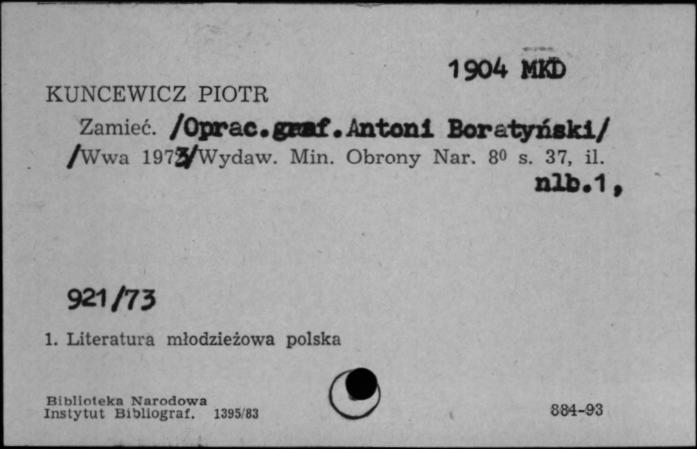 1904 MKD
KUNCEWICZ PIOTR
Zamieć. /Oprac.graf.Antoni Boratyński/
/Wwa 1973/Wydaw. Min. Obrony Nar. 8⁰ s. 37, il.
nlb.1,
921/73
1. Literatura młodzieżowa polska
Biblioteka Narodowa
Instytut Bibliograf. 1395/83
884-93